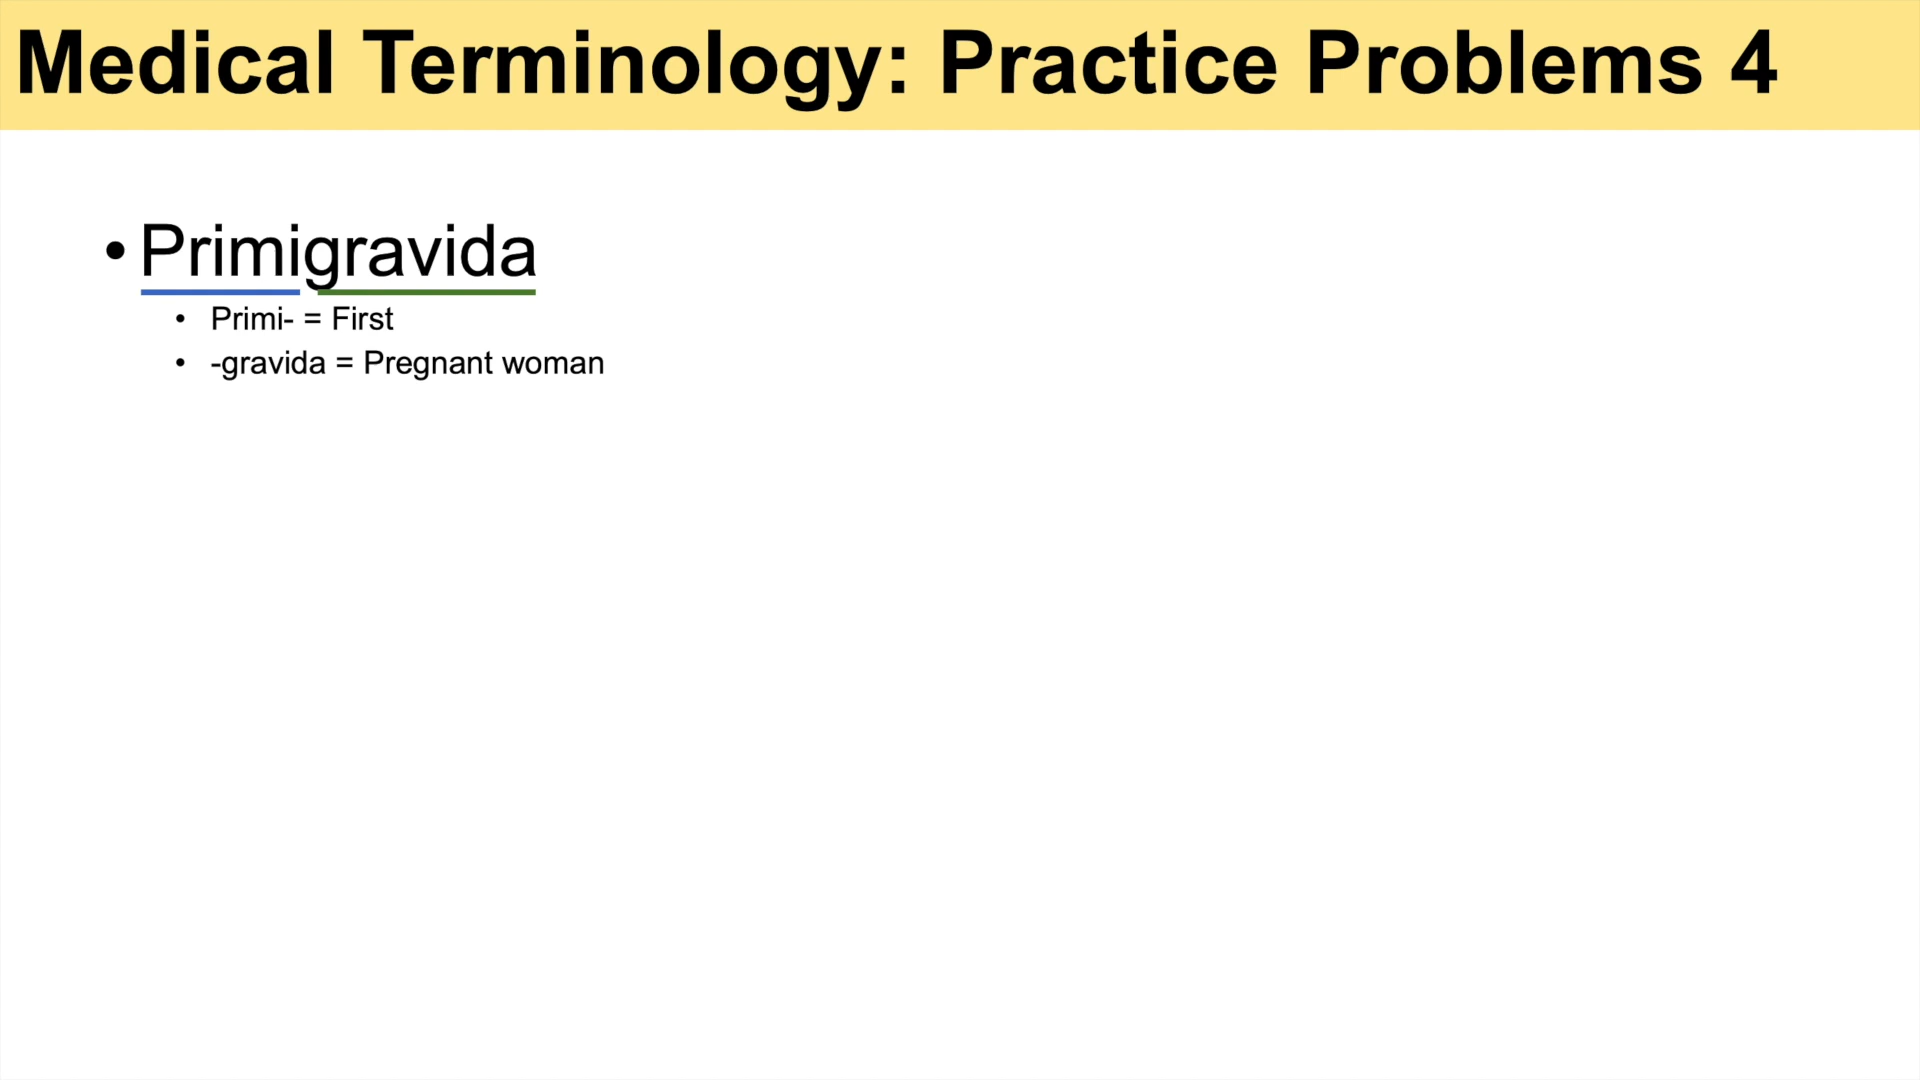 Medical Terminology: Practice Problems 4
• Primigravida
• Primi- = First
• -gravida = Pregnant woman